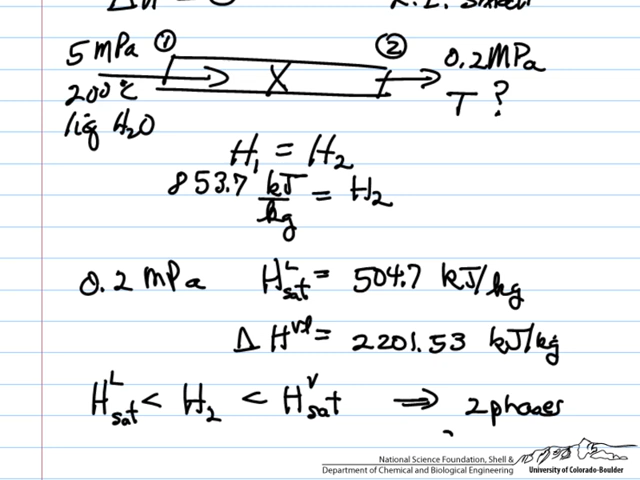 5 MPa ① ② 0.2 MPa
200°C X T ?
liq H2O
H1 = H2
853.7 kJ/kg = H2
0.2 MPa H^L_sat = 504.7 kJ/kg
Δ H^VL = 2201.53 kJ/kg
H^L_sat < H2 < H^V_sat ⇒ 2 phases
National Science Foundation, Shell &
Department of Chemical and Biological Engineering
University of Colorado-Boulder